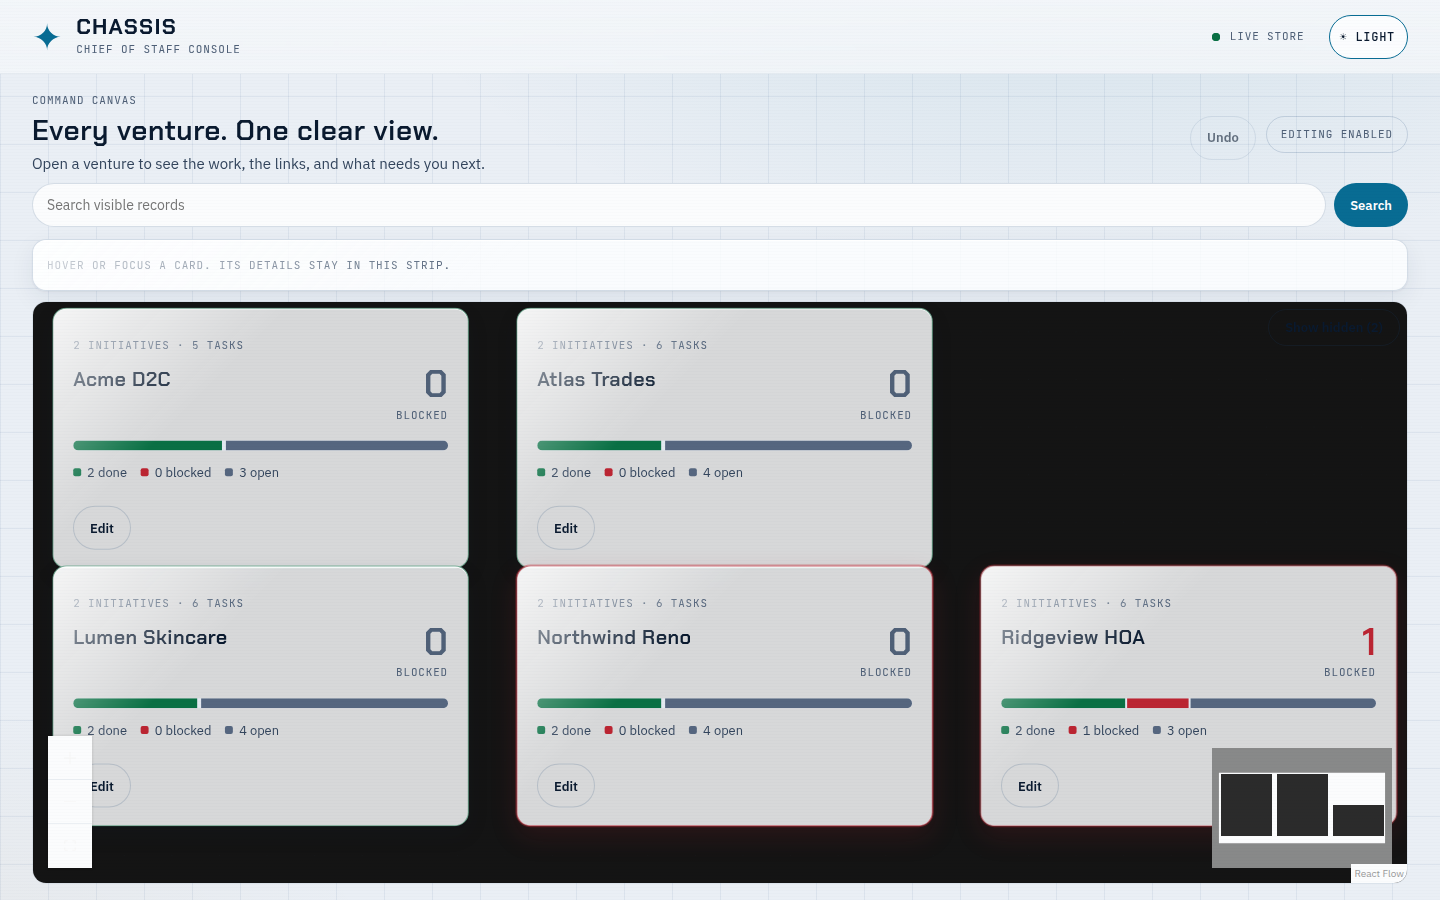 CHASSIS
CHIEF OF STAFF CONSOLE
LIVE STORE
☀ LIGHT
COMMAND CANVAS
Every venture. One clear view.
Open a venture to see the work, the links, and what needs you next.
Undo
EDITING ENABLED
Search visible records
Search
HOVER OR FOCUS A CARD. ITS DETAILS STAY IN THIS STRIP.
2 INITIATIVES · 5 TASKS
Acme D2C
0
BLOCKED
2 done
0 blocked
3 open
Edit
2 INITIATIVES · 6 TASKS
Atlas Trades
0
BLOCKED
2 done
0 blocked
4 open
Edit
2 INITIATIVES · 6 TASKS
Lumen Skincare
0
BLOCKED
2 done
0 blocked
4 open
Edit
2 INITIATIVES · 6 TASKS
Northwind Reno
0
BLOCKED
2 done
0 blocked
4 open
Edit
2 INITIATIVES · 6 TASKS
Ridgeview HOA
1
BLOCKED
2 done
1 blocked
3 open
Edit
React Flow